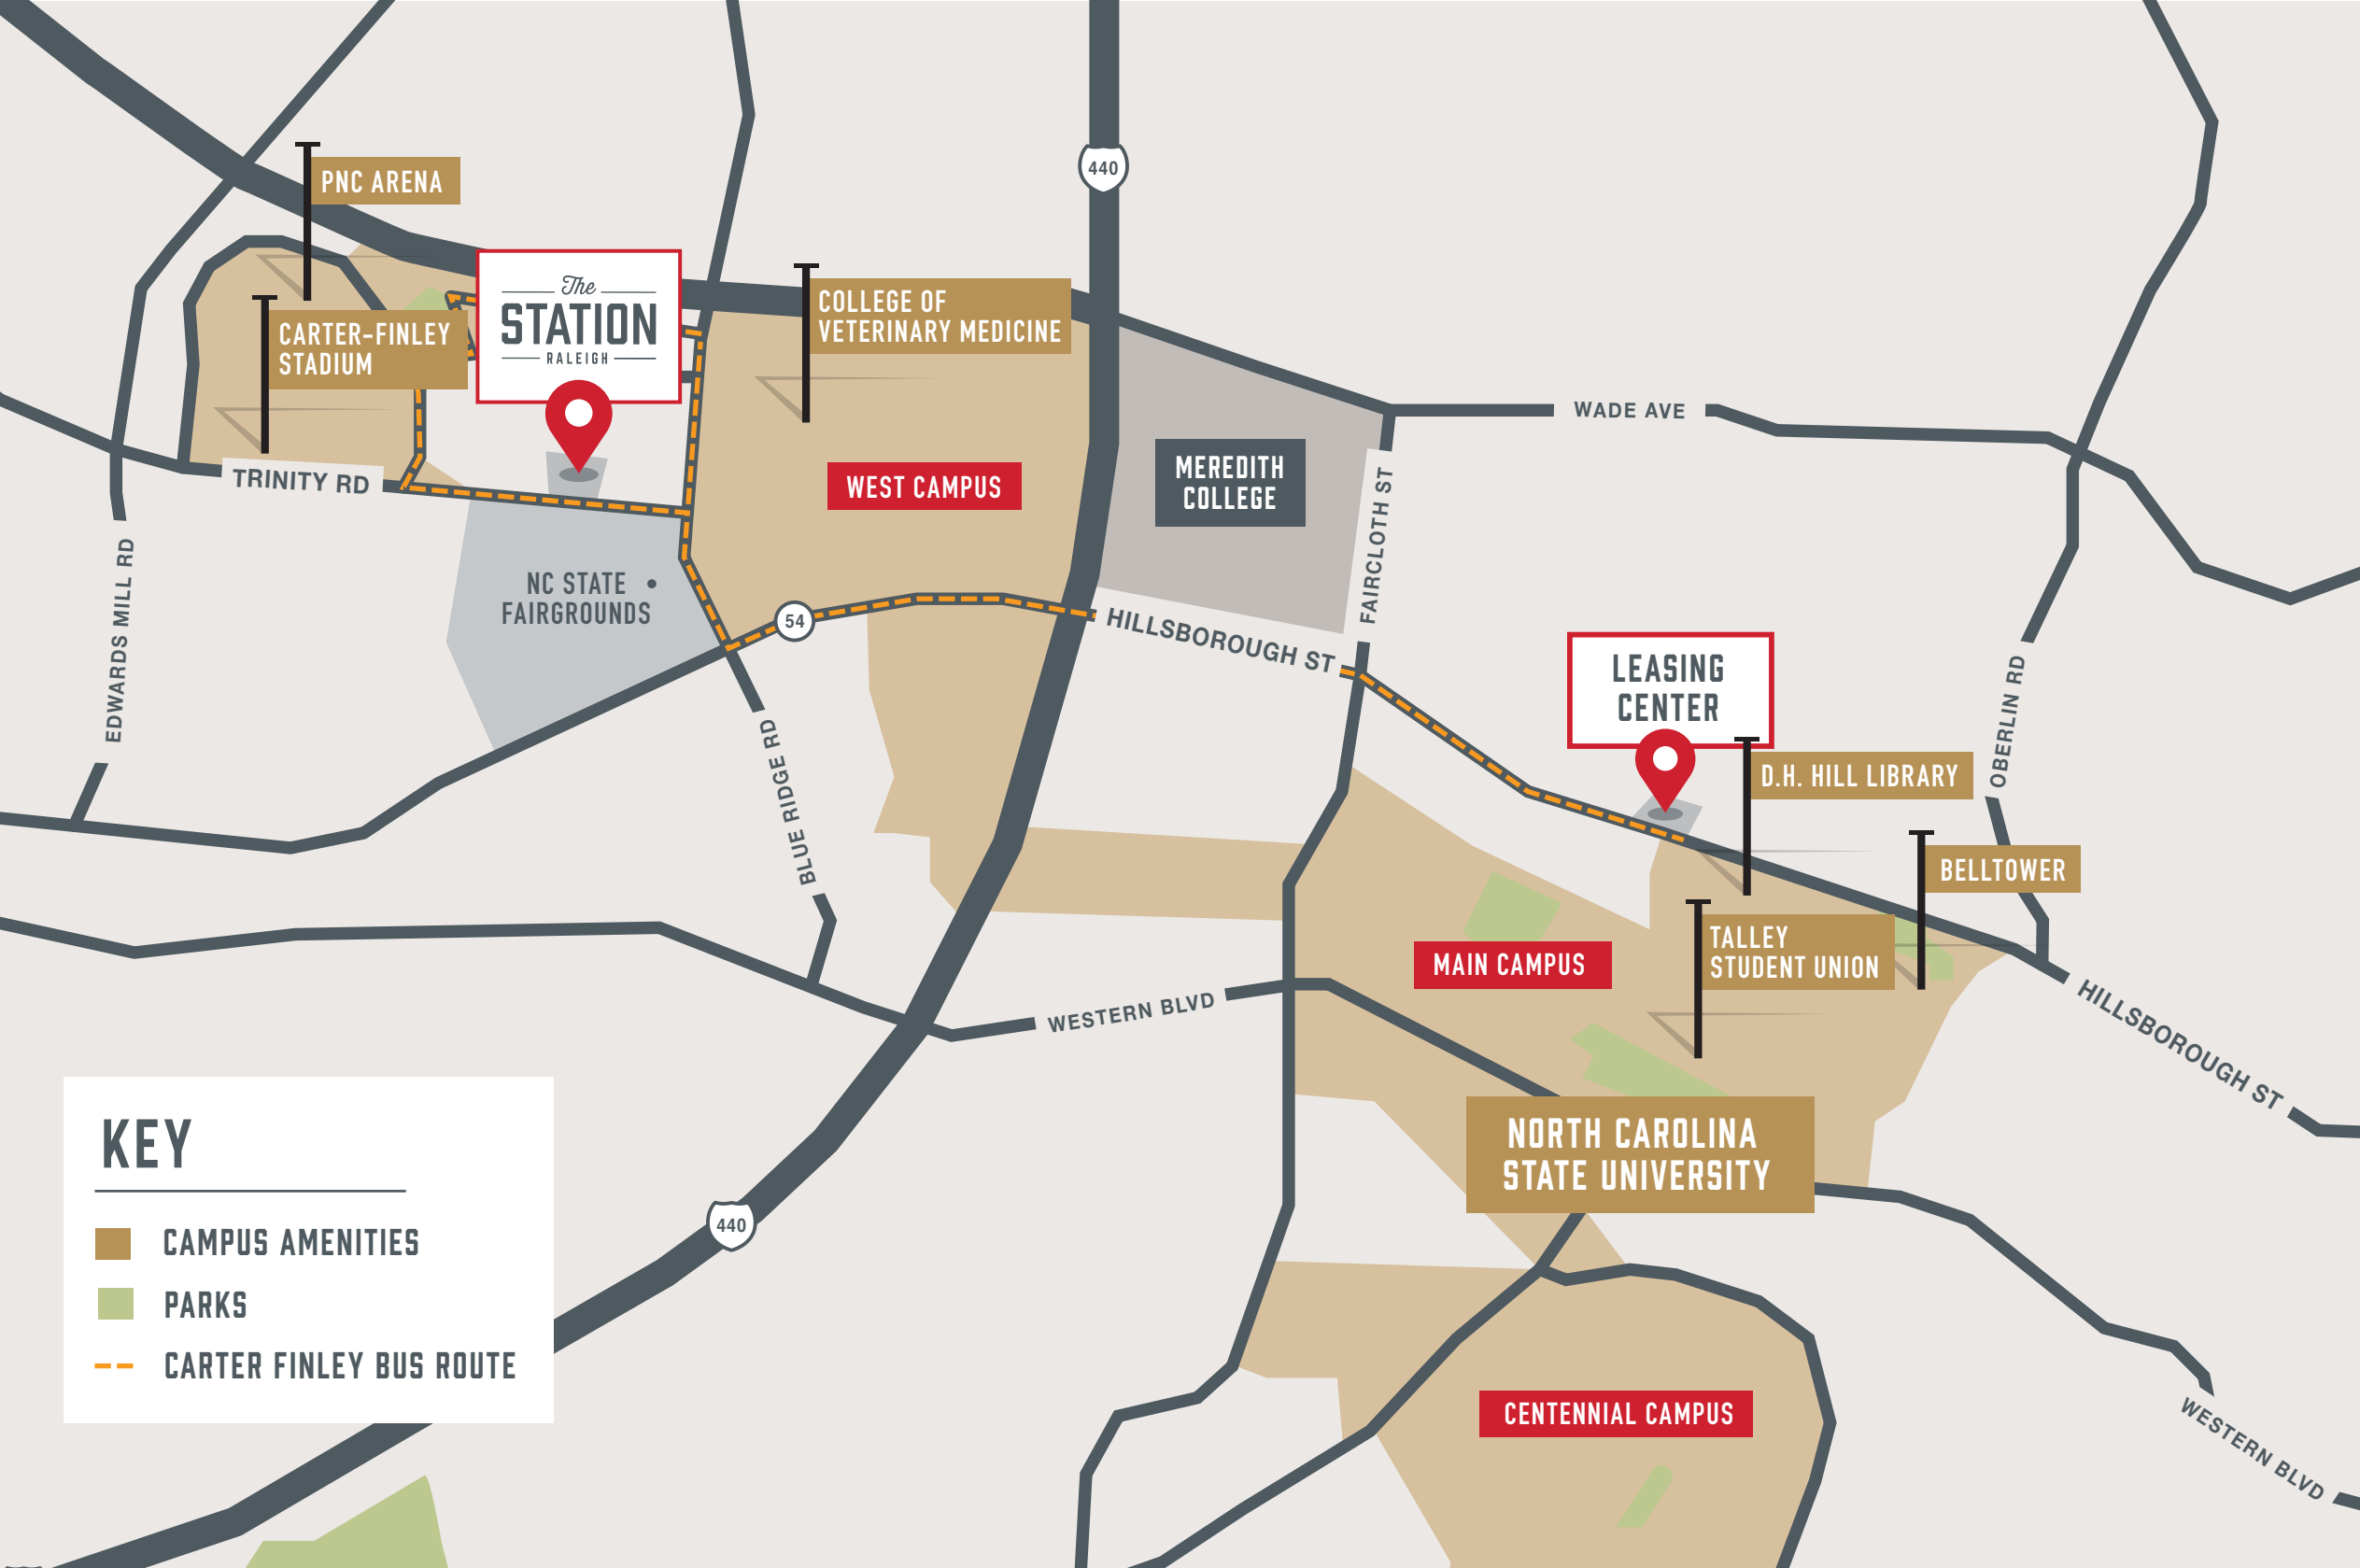 440
PNC ARENA
The
STATION
RALEIGH
CARTER-FINLEY
STADIUM
COLLEGE OF
VETERINARY MEDICINE
WADE AVE
TRINITY RD
WEST CAMPUS
MEREDITH
COLLEGE
FAIRCLOTH ST
EDWARDS MILL RD
NC STATE
FAIRGROUNDS
54
HILLSBOROUGH ST
LEASING
CENTER
OBERLIN RD
BLUE RIDGE RD
D.H. HILL LIBRARY
BELLTOWER
TALLEY
STUDENT UNION
MAIN CAMPUS
WESTERN BLVD
HILLSBOROUGH ST
NORTH CAROLINA
STATE UNIVERSITY
440
KEY
CAMPUS AMENITIES
PARKS
CARTER FINLEY BUS ROUTE
CENTENNIAL CAMPUS
WESTERN BLVD